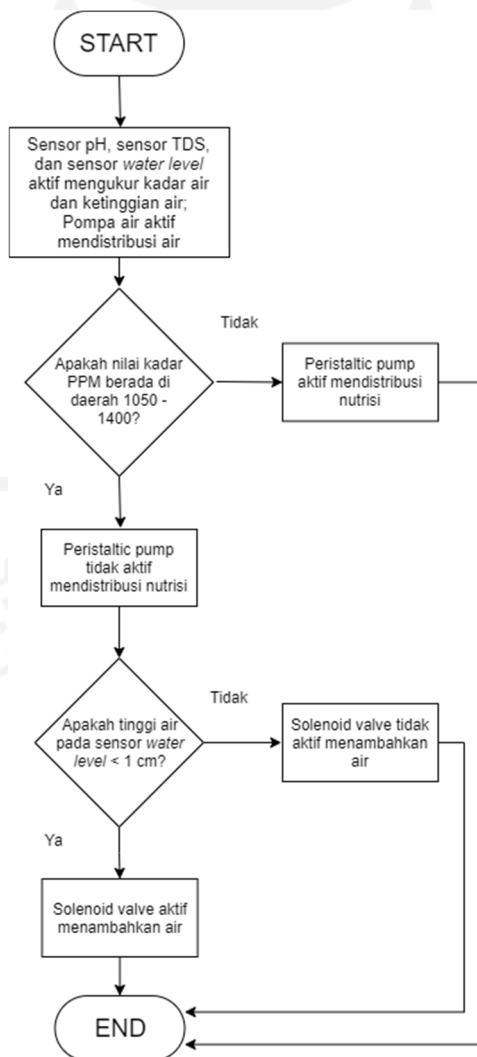 START
Sensor pH, sensor TDS,
dan sensor water level
aktif mengukur kadar air
dan ketinggian air;
Pompa air aktif
mendistribusi air
Tidak
Apakah nilai kadar
PPM berada di
daerah 1050 -
1400?
Peristaltic pump
aktif mendistribusi
nutrisi
Ya
Peristaltic pump
tidak aktif
mendistribusi nutrisi
Tidak
Apakah tinggi air
pada sensor water
level < 1 cm?
Solenoid valve tidak
aktif menambahkan
air
Ya
Solenoid valve aktif
menambahkan air
END